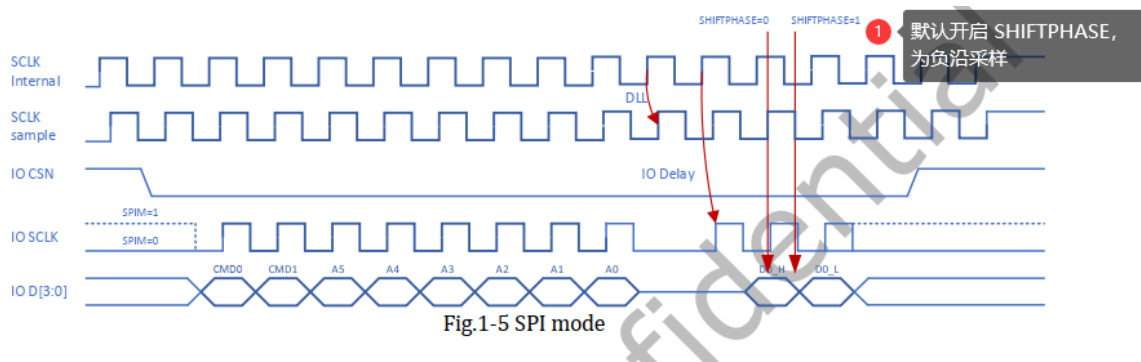 SHIFTPHASE=0 SHIFTPHASE=1
1
默认开启 SHIFTPHASE，
为负沿采样
SCLK
Internal
DLL
SCLK
sample
IO CSN
IO Delay
SPIM=1
IO SCLK
SPIM=0
CMD0 CMD1 A5 A4 A3 A2 A1 A0 D0_H D0_L
IO D[3:0]
Fig.1-5 SPI mode
fidential